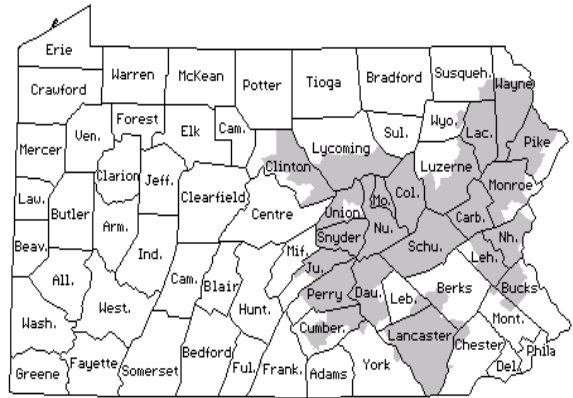 Erie
Crawford
Warren
McKean
Potter
Tioga
Bradford
Susqueh.
Wayne
Mercer
Ven.
Forest
Elk
Cam.
Clinton
Lycoming
Sul.
Wyo.
Lac.
Pike
Law.
Butler
Clarion
Jeff.
Clearfield
Centre
Union
Mo.
Col.
Luzerne
Monroe
Beav.
Arm.
Ind.
Snyder
Nu.
Carb.
All.
West.
Cam.
Blair
Hunt.
Mif.
Ju.
Perry
Dau.
Schu.
Leh.
Nh.
Wash.
Cumber.
Leb.
Berks
Bucks
Greene
Fayette
Somerset
Bedford
Ful.
Frank.
Adams
York
Lancaster
Chester
Mont.
Del.
Phila